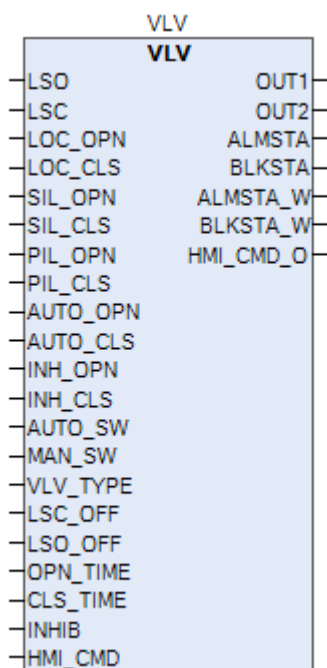 VLV
VLV
LSO OUT1
LSC OUT2
LOC_OPN ALMSTA
LOC_CLS BLKSTA
SIL_OPN ALMSTA_W
SIL_CLS BLKSTA_W
PIL_OPN HMI_CMD_O
PIL_CLS
AUTO_OPN
AUTO_CLS
INH_OPN
INH_CLS
AUTO_SW
MAN_SW
VLV_TYPE
LSC_OFF
LSO_OFF
OPN_TIME
CLS_TIME
INHIB
HMI_CMD